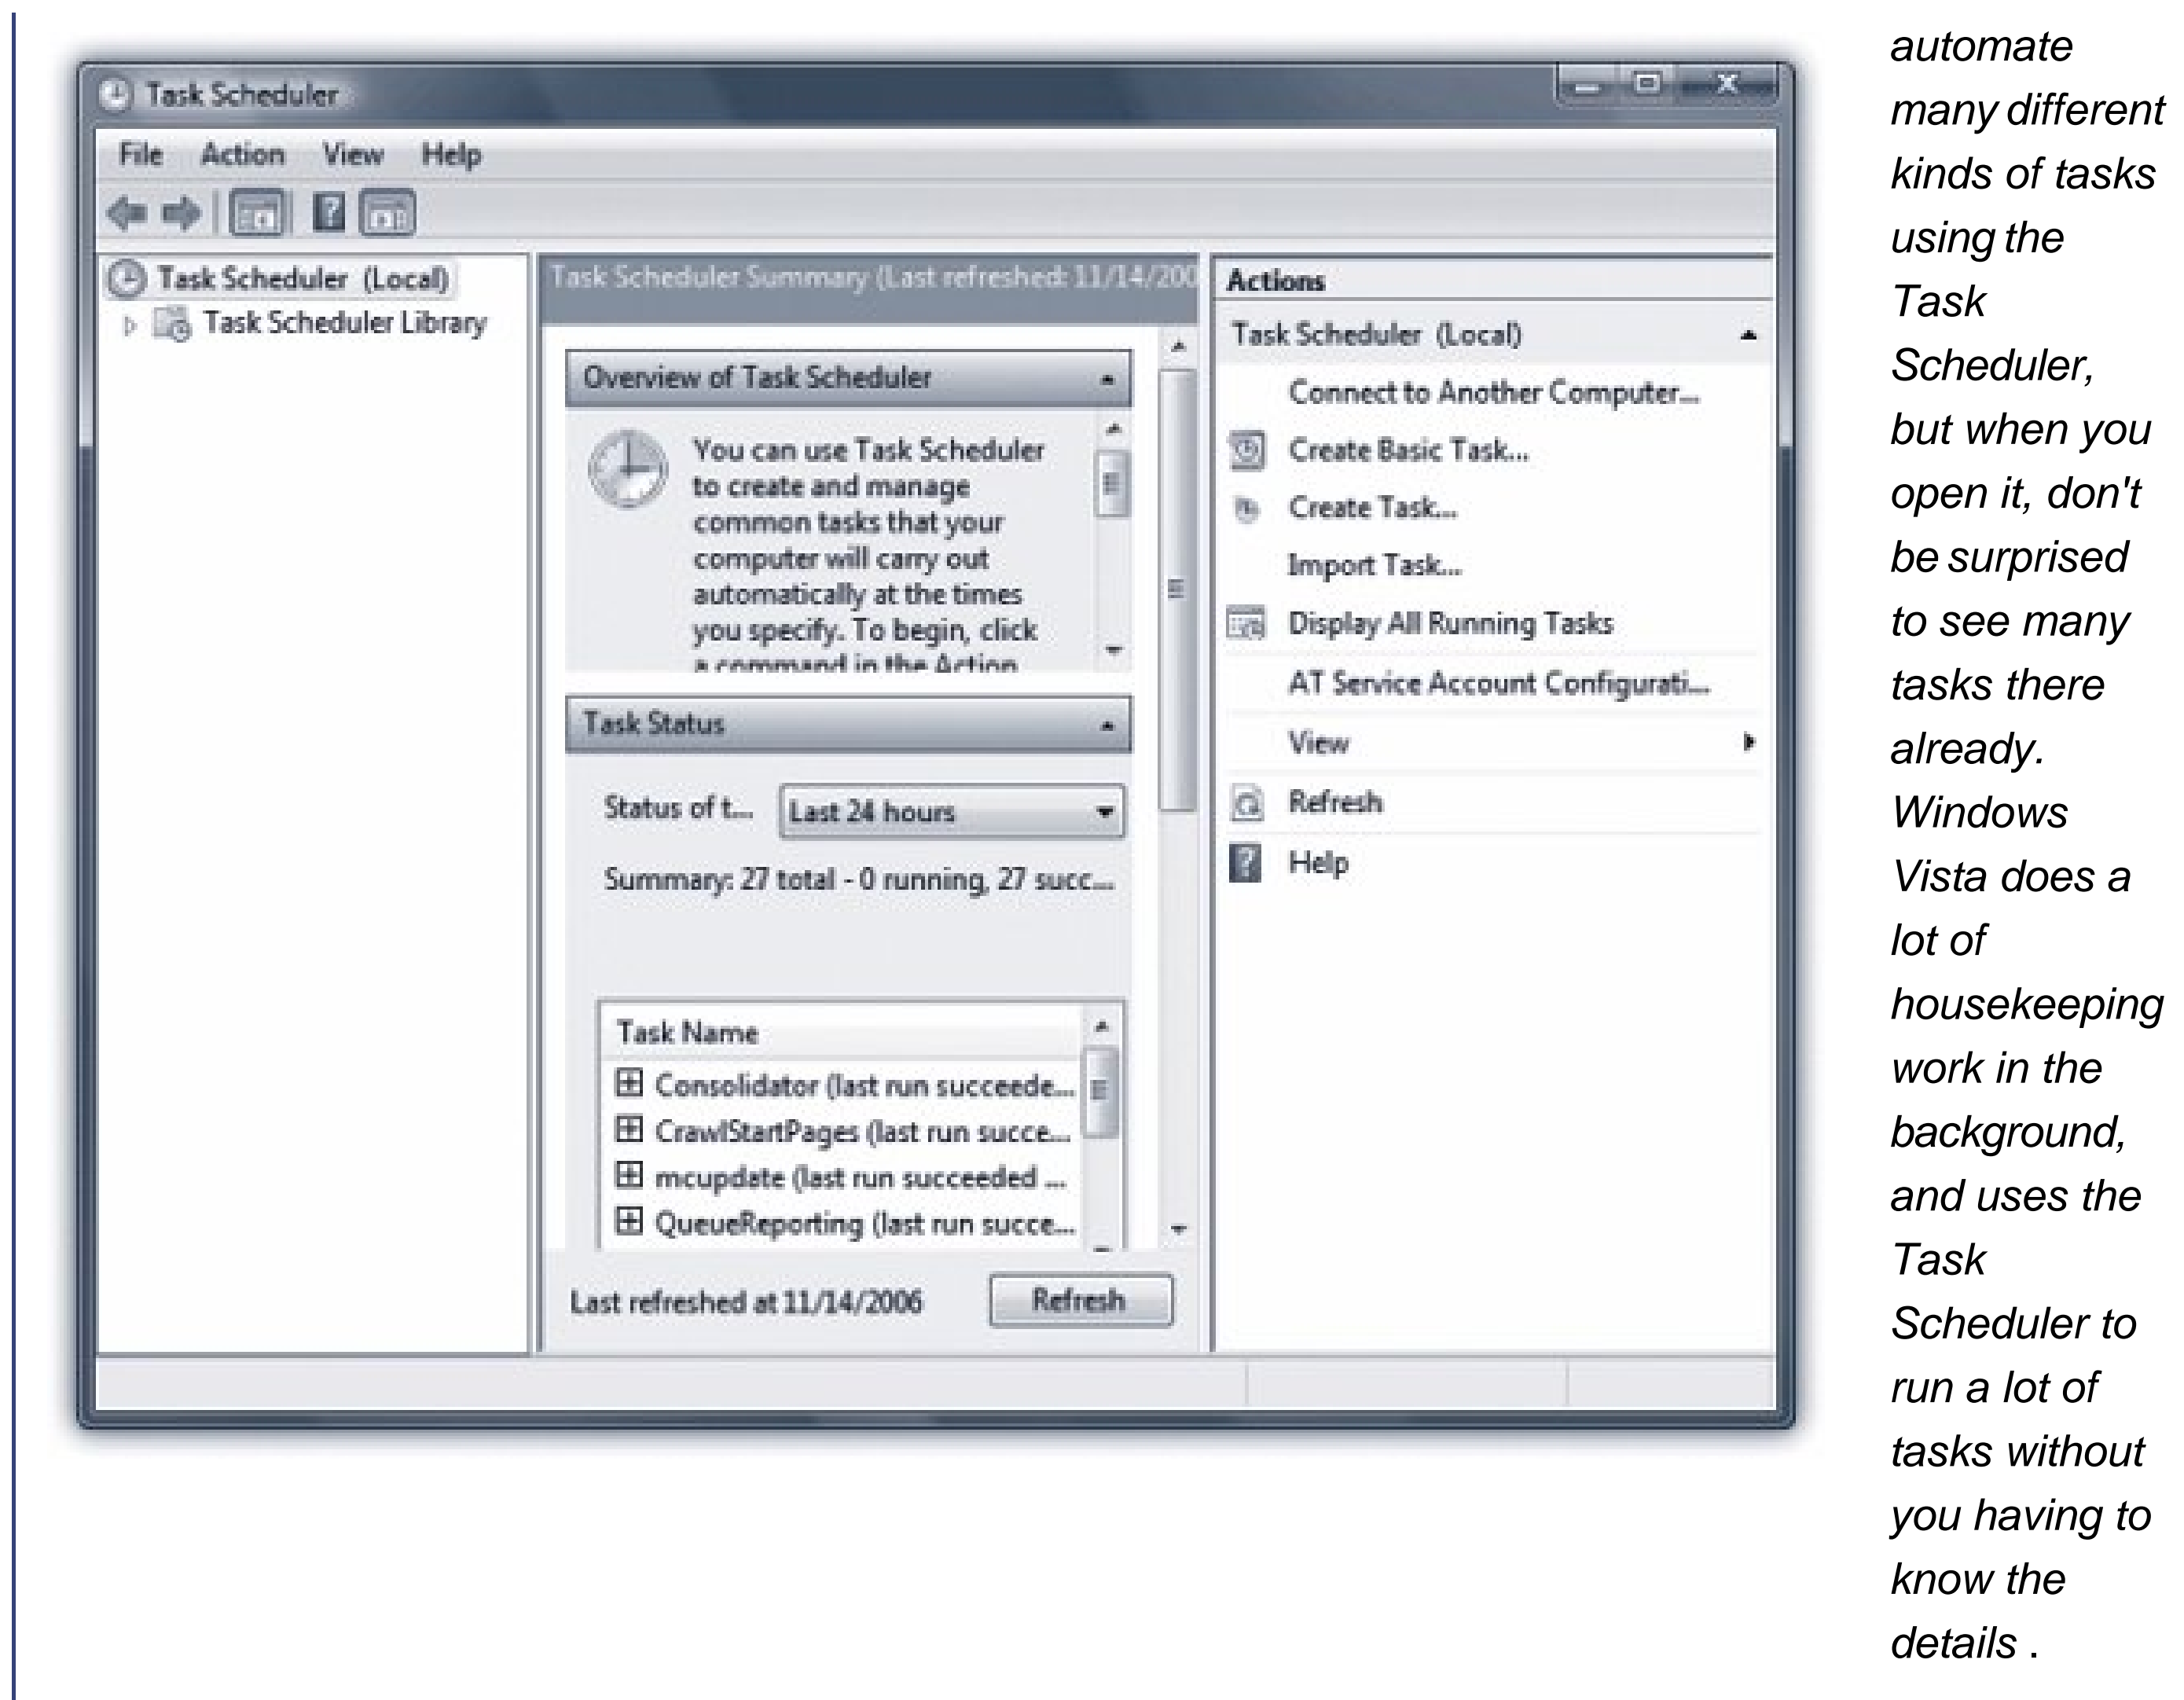 Task Scheduler
File Action View Help
Task Scheduler (Local)
Task Scheduler Library
Task Scheduler Summary (Last refreshed: 11/14/200
Overview of Task Scheduler
You can use Task Scheduler
to create and manage
common tasks that your
computer will carry out
automatically at the times
you specify. To begin, click
a command in the Action
Task Status
Status of t...
Last 24 hours
Summary: 27 total - 0 running, 27 succ...
Task Name
Consolidator (last run succeede...
CrawlStartPages (last run succe...
mcupdate (last run succeeded ...
QueueReporting (last run succe...
Last refreshed at 11/14/2006
Refresh
Actions
Task Scheduler (Local)
Connect to Another Computer...
Create Basic Task...
Create Task...
Import Task...
Display All Running Tasks
AT Service Account Configurati...
View
Refresh
Help
automate
many different
kinds of tasks
using the
Task
Scheduler,
but when you
open it, don't
be surprised
to see many
tasks there
already.
Windows
Vista does a
lot of
housekeeping
work in the
background,
and uses the
Task
Scheduler to
run a lot of
tasks without
you having to
know the
details .